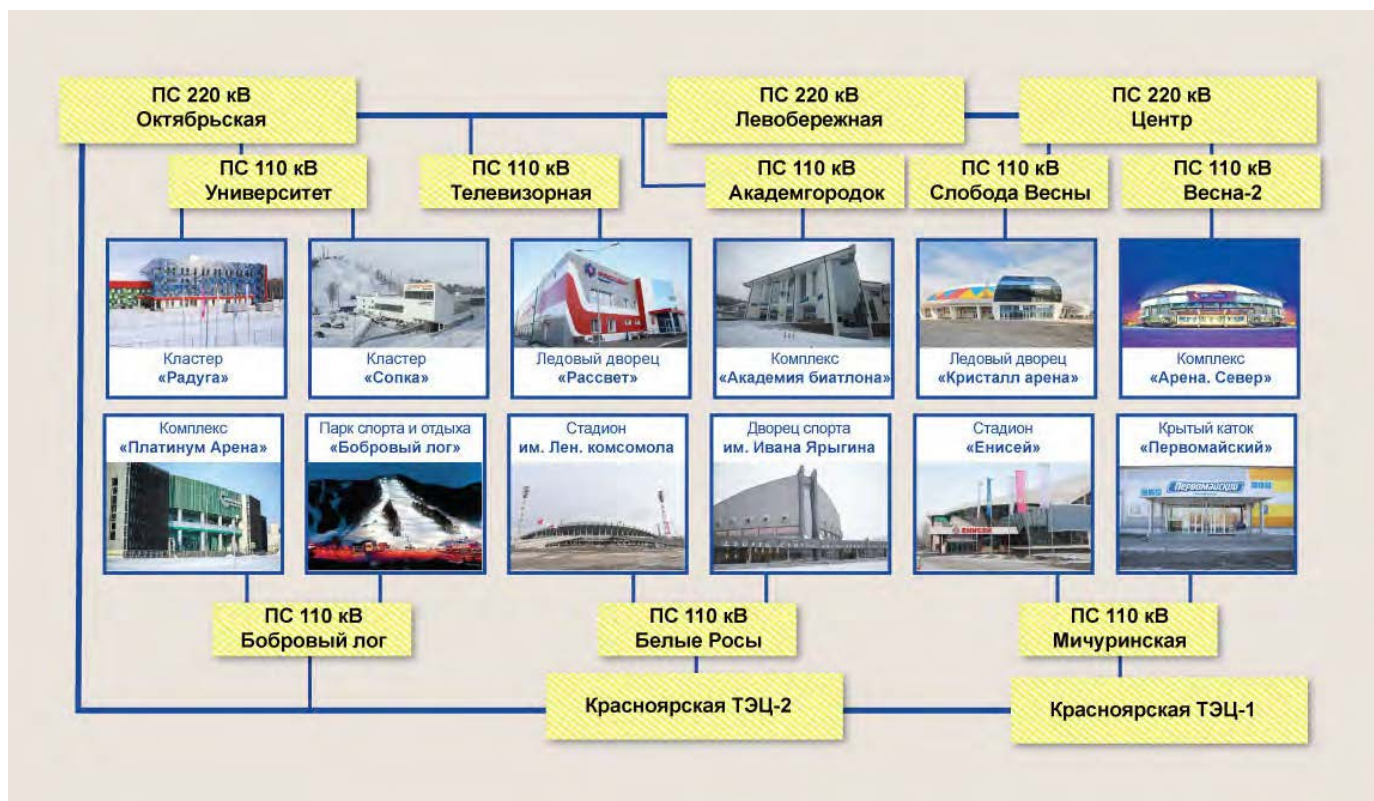 ПС 220 кВ
Октябрьская
ПС 220 кВ
Левобережная
ПС 220 кВ
Центр
ПС 110 кВ
Университет
ПС 110 кВ
Телевизорная
ПС 110 кВ
Академгородок
ПС 110 кВ
Слобода Весны
ПС 110 кВ
Весна-2
Кластер
«Радуга»
Кластер
«Сопка»
Ледовый дворец
«Рассвет»
Комплекс
«Академия биатлона»
Ледовый дворец
«Кристалл арена»
Комплекс
«Арена. Север»
Комплекс
«Платинум Арена»
Парк спорта и отдыха
«Бобровый лог»
Стадион
им. Лен. комсомола
Дворец спорта
им. Ивана Ярыгина
Стадион
«Енисей»
ЕНИСЕЙ
Крытый каток
«Первомайский»
Первомайский
ПС 110 кВ
Бобровый лог
ПС 110 кВ
Белые Росы
ПС 110 кВ
Мичуринская
Красноярская ТЭЦ-2
Красноярская ТЭЦ-1